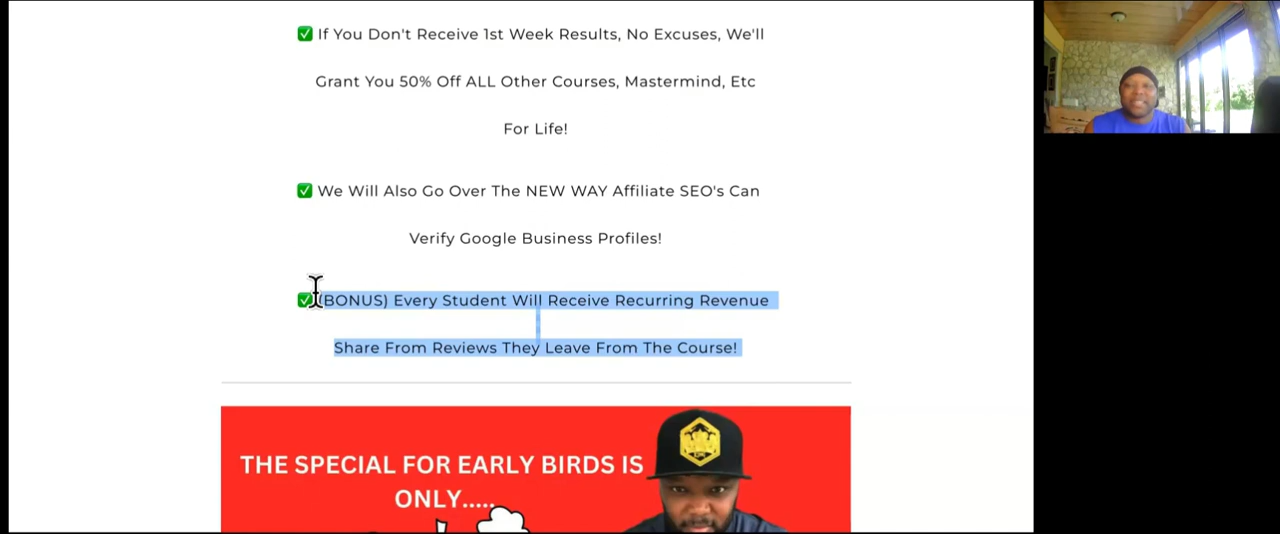 ✅ If You Don't Receive 1st Week Results, No Excuses, We'll
Grant You 50% Off ALL Other Courses, Mastermind, Etc
For Life!
✅ We Will Also Go Over The NEW WAY Affiliate SEO's Can
Verify Google Business Profiles!
✅ (BONUS) Every Student Will Receive Recurring Revenue
Share From Reviews They Leave From The Course!
THE SPECIAL FOR EARLY BIRDS IS
ONLY.....